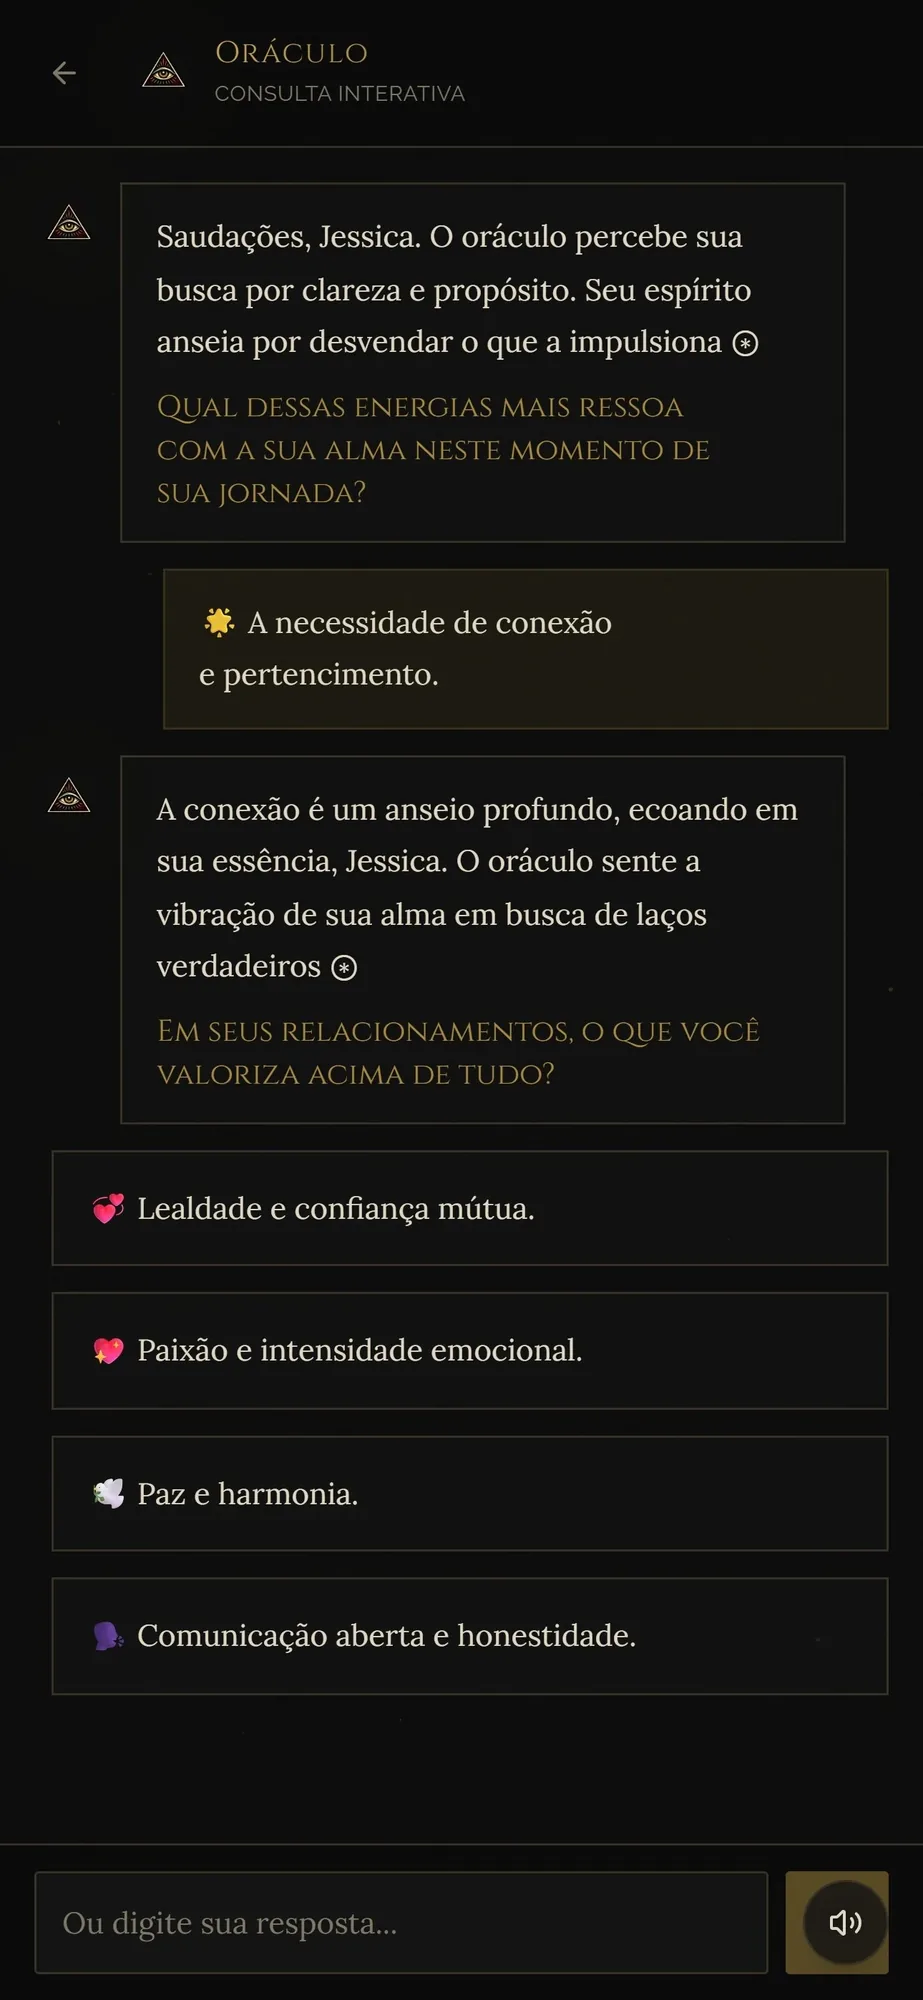 Oráculo
CONSULTA INTERATIVA
Saudações, Jessica. O oráculo percebe sua
busca por clareza e propósito. Seu espírito
anseia por desvendar o que a impulsiona ⊛
Qual dessas energias mais ressoa
com a sua alma neste momento de
sua jornada?
🌟 A necessidade de conexão
e pertencimento.
A conexão é um anseio profundo, ecoando em
sua essência, Jessica. O oráculo sente a
vibração de sua alma em busca de laços
verdadeiros ⊛
Em seus relacionamentos, o que você
valoriza acima de tudo?
💞 Lealdade e confiança mútua.
💖 Paixão e intensidade emocional.
🕊️ Paz e harmonia.
🗣️ Comunicação aberta e honestidade.
Ou digite sua resposta...